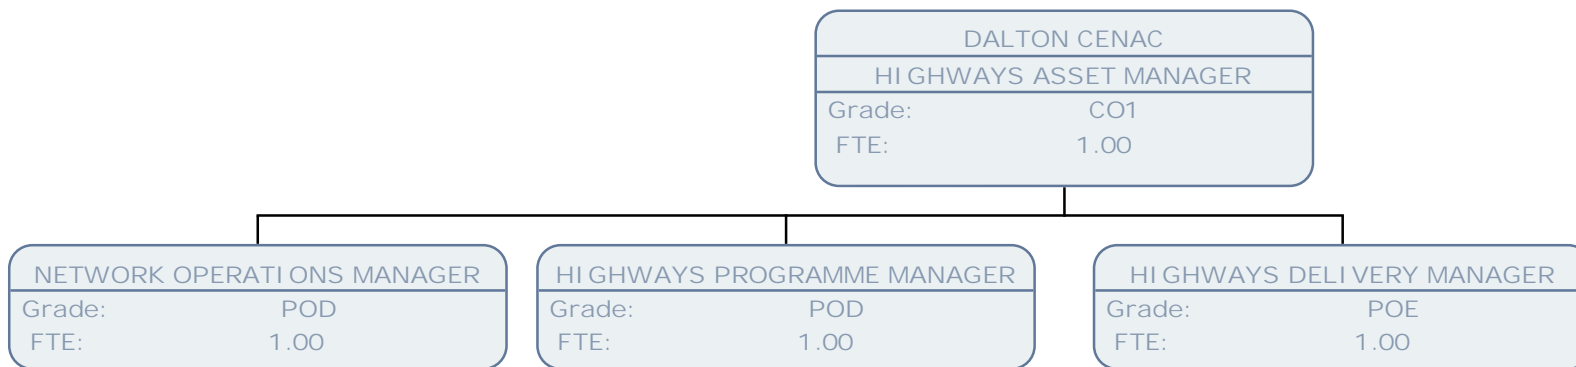 DALTON CENAC
HIGHWAYS ASSET MANAGER
Grade: CO1
FTE: 1.00
NETWORK OPERATIONS MANAGER
Grade: POD
FTE: 1.00
HIGHWAYS PROGRAMME MANAGER
Grade: POD
FTE: 1.00
HIGHWAYS DELIVERY MANAGER
Grade: POE
FTE: 1.00